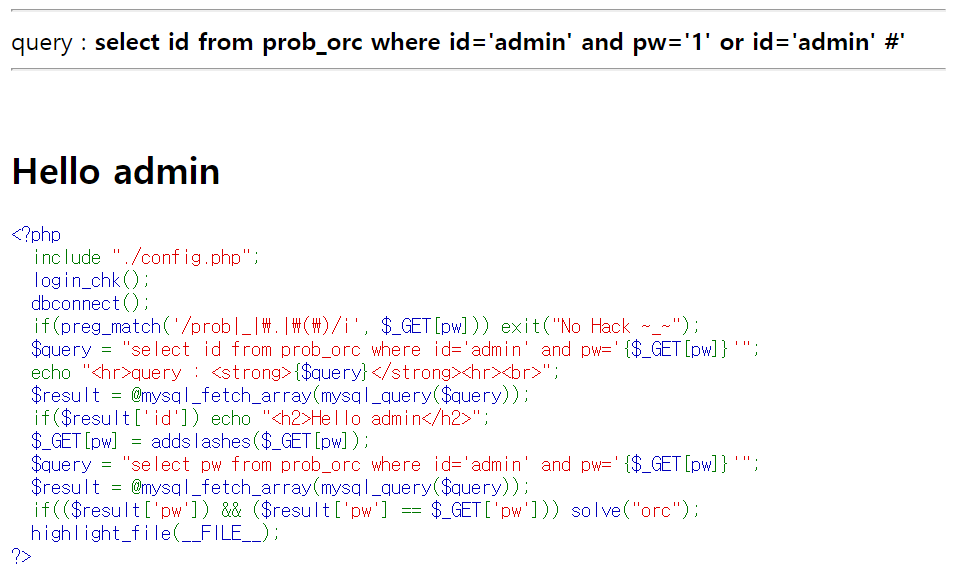 query : select id from prob_orc where id='admin' and pw='1' or id='admin' #'
Hello admin
<?php
include "./config.php";
login_chk();
dbconnect();
if(preg_match('/prob|_|₩.|₩(₩)/i', $_GET[pw])) exit("No Hack ~_~");
$query = "select id from prob_orc where id='admin' and pw='{$_GET[pw]}'";
echo "<hr>query : <strong>{$query}</strong><hr><br>";
$result = @mysql_fetch_array(mysql_query($query));
if($result['id']) echo "<h2>Hello admin</h2>";
$_GET[pw] = addslashes($_GET[pw]);
$query = "select pw from prob_orc where id='admin' and pw='{$_GET[pw]}'";
$result = @mysql_fetch_array(mysql_query($query));
if(($result['pw']) && ($result['pw'] == $_GET['pw'])) solve("orc");
highlight_file(__FILE__);
?>